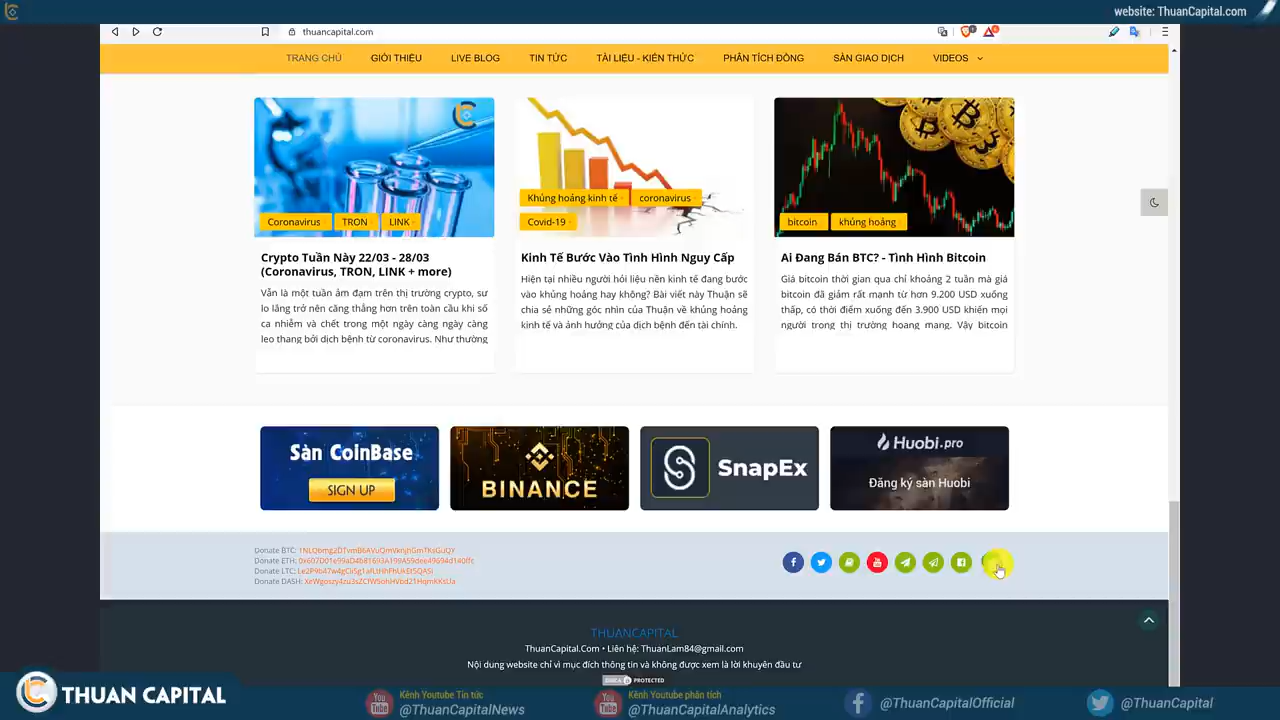 website: ThuanCapital.com
thuancapital.com
TRANG CHỦ GIỚI THIỆU LIVE BLOG TIN TỨC TÀI LIỆU - KIẾN THỨC PHÂN TÍCH ĐÔNG SÀN GIAO DỊCH VIDEOS
Coronavirus TRON LINK
Crypto Tuần Này 22/03 - 28/03
(Coronavirus, TRON, LINK + more)
Vẫn là một tuần ảm đạm trên thị trường crypto, sự
lo lắng trở nên căng thẳng hơn trên toàn cầu khi số
ca nhiễm và chết trong một ngày càng ngày càng
leo thang bởi dịch bệnh từ coronavirus. Như thường
Khủng hoảng kinh tế coronavirus
Covid-19
Kinh Tế Bước Vào Tình Hình Nguy Cấp
Hiện tại nhiều người hỏi liệu nền kinh tế đang bước
vào khủng hoảng hay không? Bài viết này Thuận sẽ
chia sẻ những góc nhìn của Thuận về khủng hoảng
kinh tế và ảnh hưởng của dịch bệnh đến tài chính.
bitcoin khủng hoảng
Ai Đang Bán BTC? - Tình Hình Bitcoin
Giá bitcoin thời gian qua chỉ khoảng 2 tuần mà giá
bitcoin đã giảm rất mạnh từ hơn 9.200 USD xuống
thấp, có thời điểm xuống đến 3.900 USD khiến mọi
người trong thị trường hoang mang. Vậy bitcoin
Sàn CoinBase
SIGN UP
BINANCE
SnapEx
Huobi.pro
Đăng ký sàn Huobi
Donate BTC:
Donate ETH:
Donate LTC:
Donate DASH:
THUANCAPITAL
ThuanCapital.Com • Liên hệ: ThuanLam84@gmail.com
Nội dung website chỉ vì mục đích thông tin và không được xem là lời khuyên đầu tư
DMCA PROTECTED
THUAN CAPITAL
You Tube
Kênh Youtube Tin tức
@ThuanCapitalNews
You Tube
Kênh Youtube phân tích
@ThuanCapitalAnalytics
@ThuanCapitalOfficial
@ThuanCapital